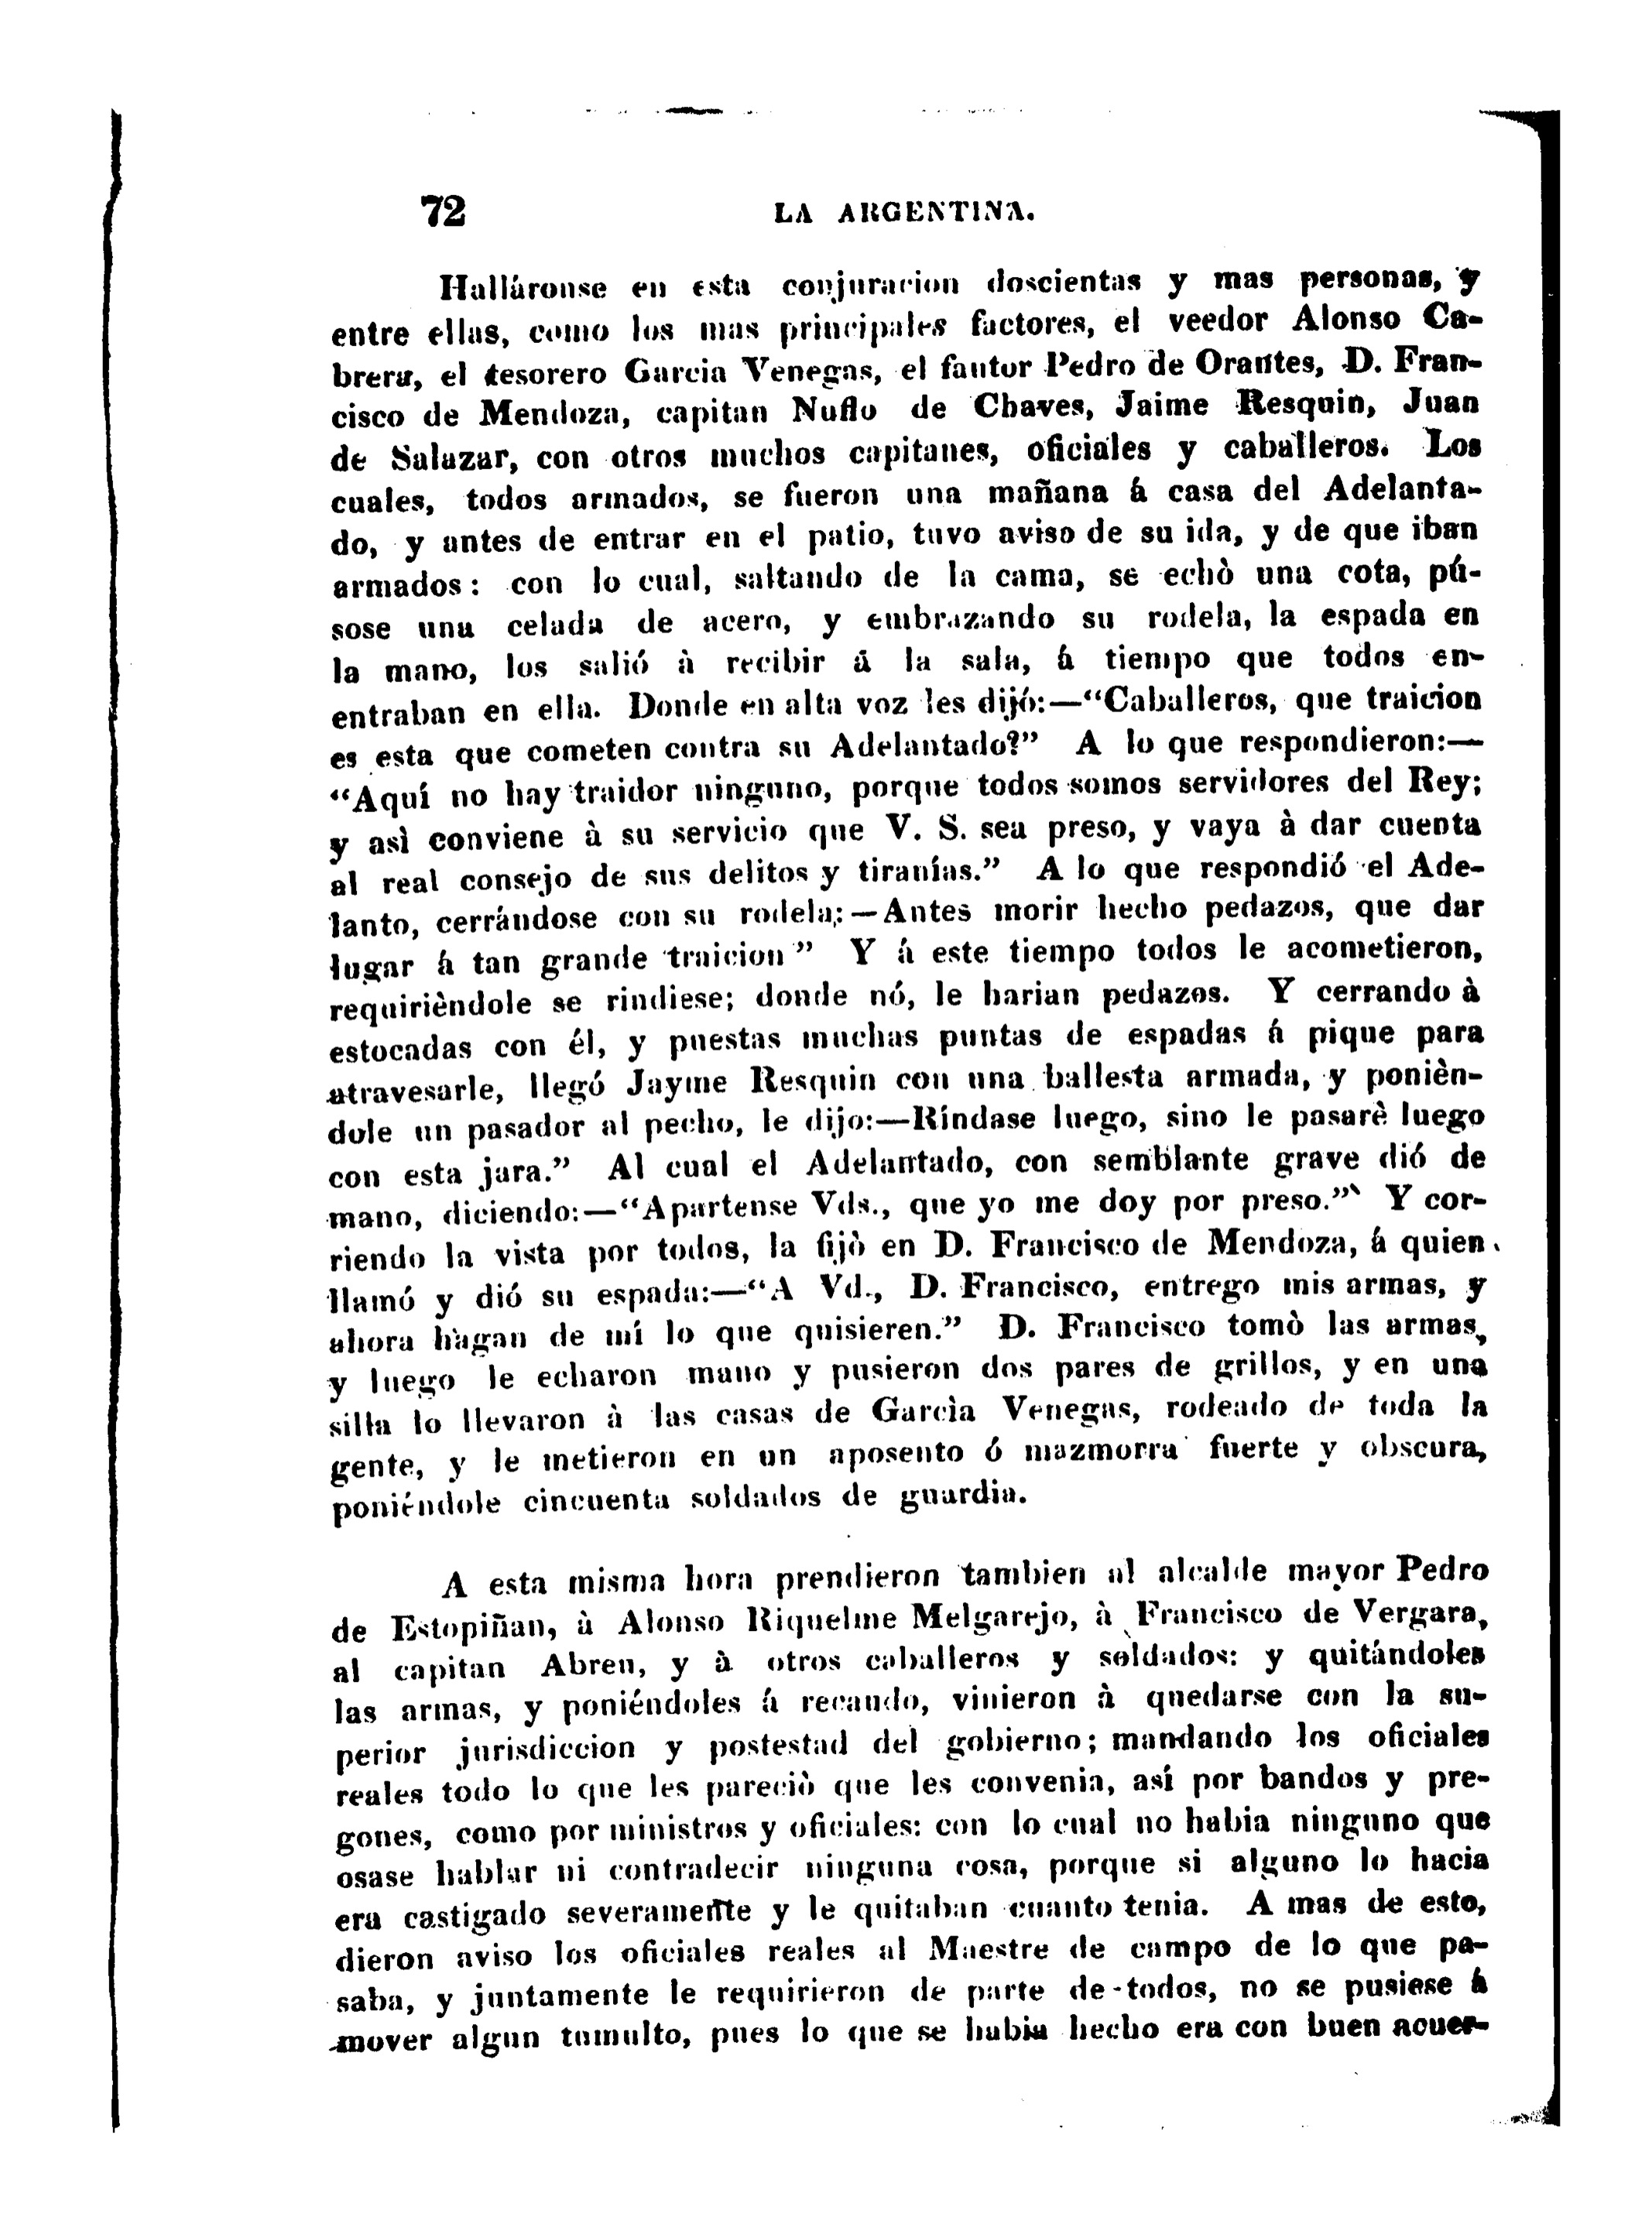 72 LA ARGENTINA.
Halláronse en esta conjuracion doscientas y mas personas, y
entre ellas, como los mas principales factores, el veedor Alonso Ca-
brera, el tesorero Garcia Venegas, el fautor Pedro de Orantes, D. Fran-
cisco de Mendoza, capitan Nuflo de Chaves, Jaime Resquin, Juan
de Salazar, con otros muchos capitanes, oficiales y caballeros. Los
cuales, todos armados, se fueron una mañana á casa del Adelanta-
do, y antes de entrar en el patio, tuvo aviso de su ida, y de que iban
armados: con lo cual, saltando de la cama, se echò una cota, pú-
sose una celada de acero, y embrazando su rodela, la espada en
la mano, los salió à recibir á la sala, á tiempo que todos en-
entraban en ella. Donde en alta voz les dijó:—“Caballeros, que traicion
es esta que cometen contra su Adelantado?” A lo que respondieron:—
“Aquí no hay traidor ninguno, porque todos somos servidores del Rey;
y asì conviene à su servicio que V. S. sea preso, y vaya à dar cuenta
al real consejo de sus delitos y tiranías.” A lo que respondió el Ade-
lanto, cerrándose con su rodela;—Antes morir hecho pedazos, que dar
lugar á tan grande traicion” Y á este tiempo todos le acometieron,
requirièndole se rindiese; donde nó, le harian pedazos. Y cerrando à
estocadas con él, y puestas muchas puntas de espadas á pique para
atravesarle, llegó Jayme Resquin con una ballesta armada, y ponièn-
dole un pasador al pecho, le dijo:—Ríndase luego, sino le pasarè luego
con esta jara.” Al cual el Adelantado, con semblante grave dió de
mano, diciendo:—“Apartense Vds., que yo me doy por preso.” Y cor-
riendo la vista por todos, la fijò en D. Francisco de Mendoza, á quien
llamó y dió su espada:—“A Vd., D. Francisco, entrego mis armas, y
ahora hagan de mí lo que quisieren.” D. Francisco tomò las armas,
y luego le echaron mano y pusieron dos pares de grillos, y en una
silla lo llevaron à las casas de Garcìa Venegas, rodeado de toda la
gente, y le metieron en un aposento ó mazmorra fuerte y obscura,
poniéndole cincuenta soldados de guardia.
A esta misma hora prendieron tambien al alcalde mayor Pedro
de Estopiñan, à Alonso Riquelme Melgarejo, à Francisco de Vergara,
al capitan Abreu, y à otros caballeros y soldados: y quitándoles
las armas, y poniéndoles á recaudo, vinieron à quedarse con la su-
perior jurisdiccion y postestad del gobierno; mandando los oficiales
reales todo lo que les pareciò que les convenia, así por bandos y pre-
gones, como por ministros y oficiales: con lo cual no habia ninguno que
osase hablar ni contradecir ninguna cosa, porque si alguno lo hacia
era castigado severamente y le quitaban cuanto tenia. A mas de esto,
dieron aviso los oficiales reales al Maestre de campo de lo que pa-
saba, y juntamente le requirieron de parte de todos, no se pusiese á
mover algun tumulto, pues lo que se habia hecho era con buen acuer-